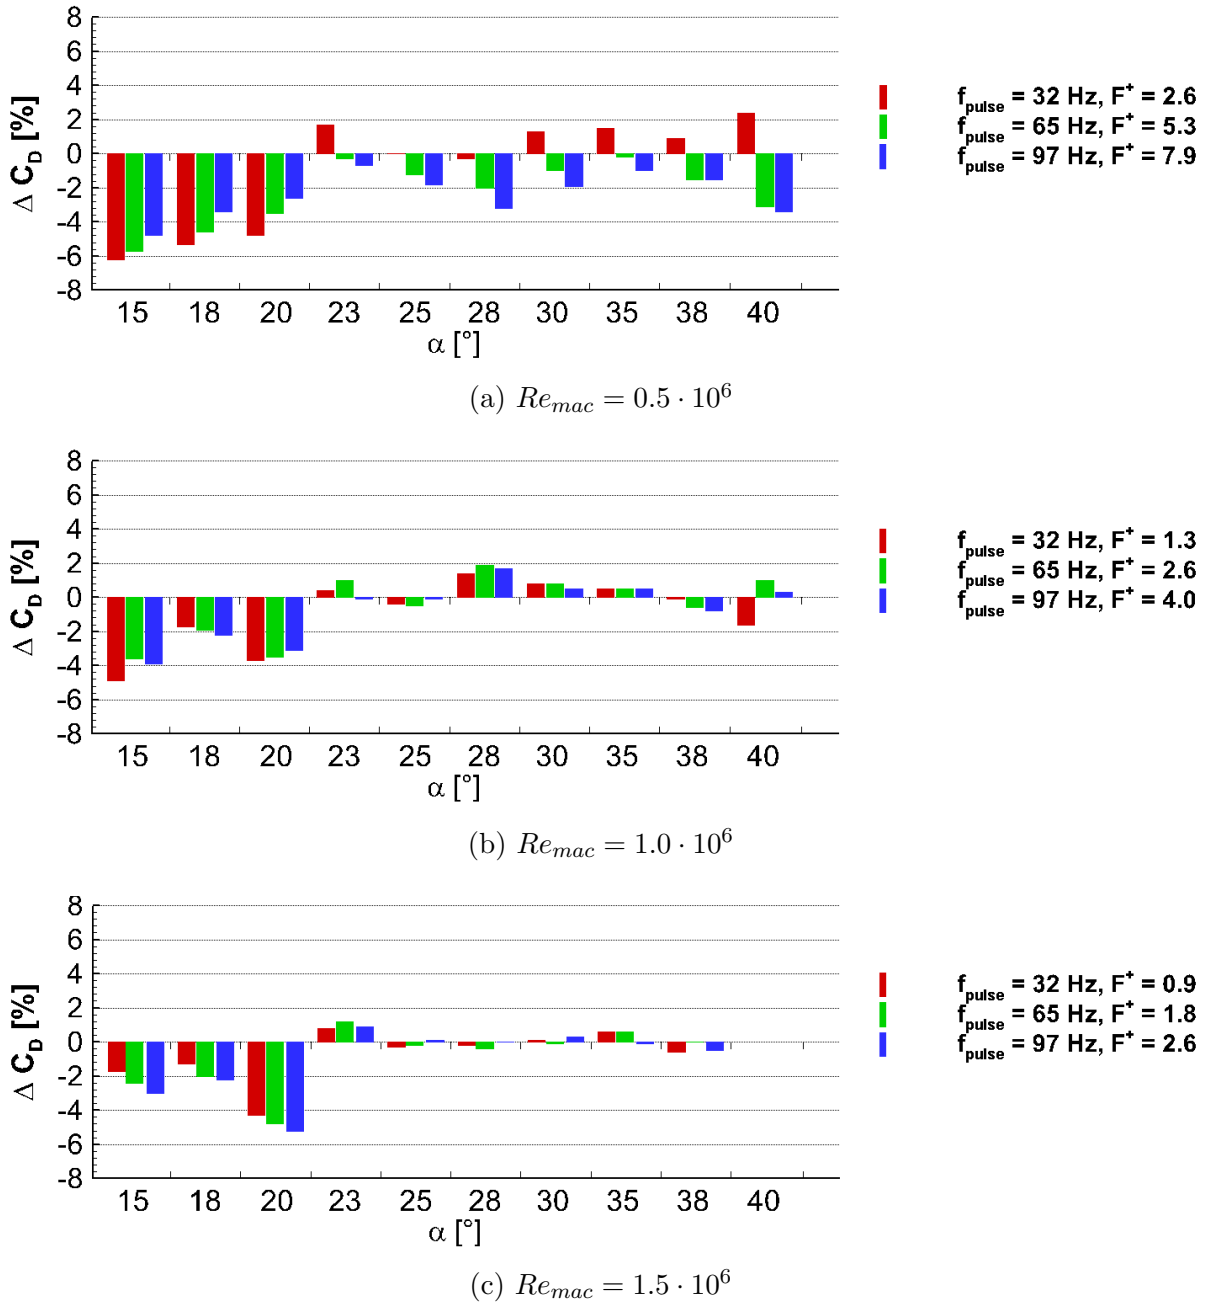 8
6
4
2
0
-2
-4
-6
-8
Δ C_D [%]
15 18 20 23 25 28 30 35 38 40
α [°]
f_pulse = 32 Hz, F⁺ = 2.6
f_pulse = 65 Hz, F⁺ = 5.3
f_pulse = 97 Hz, F⁺ = 7.9
(a) Re_mac = 0.5 · 10⁶
8
6
4
2
0
-2
-4
-6
-8
Δ C_D [%]
15 18 20 23 25 28 30 35 38 40
α [°]
f_pulse = 32 Hz, F⁺ = 1.3
f_pulse = 65 Hz, F⁺ = 2.6
f_pulse = 97 Hz, F⁺ = 4.0
(b) Re_mac = 1.0 · 10⁶
8
6
4
2
0
-2
-4
-6
-8
Δ C_D [%]
15 18 20 23 25 28 30 35 38 40
α [°]
f_pulse = 32 Hz, F⁺ = 0.9
f_pulse = 65 Hz, F⁺ = 1.8
f_pulse = 97 Hz, F⁺ = 2.6
(c) Re_mac = 1.5 · 10⁶